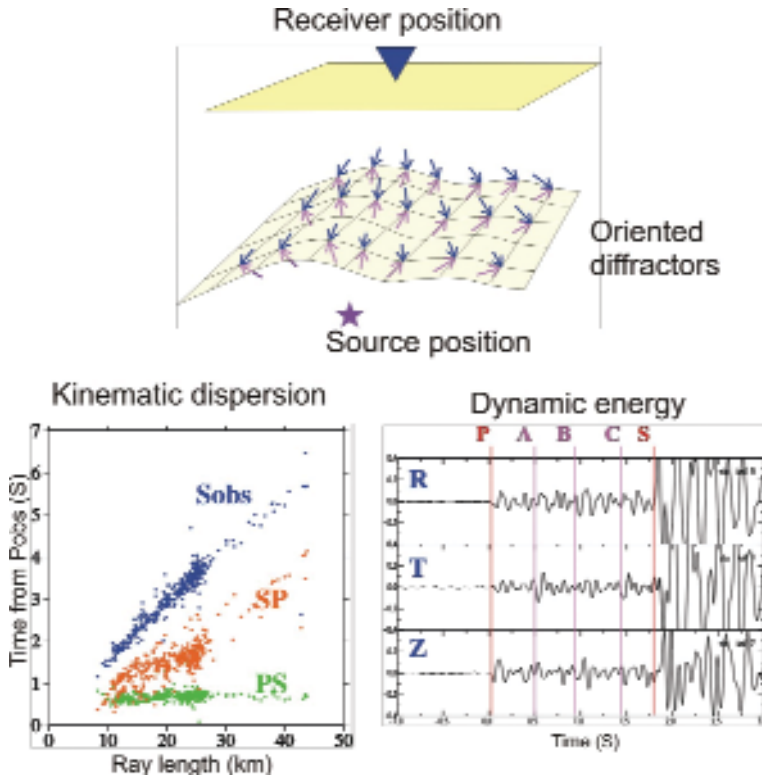 Receiver position
Oriented
diffractors
Source position
Kinematic dispersion
Dynamic energy
P A B C S
7
6
5
4
3
2
1
0
Time from Pobs (S)
Sobs
SP
PS
0 10 20 30 40 50
Ray length (km)
R
T
Z
Time (S)